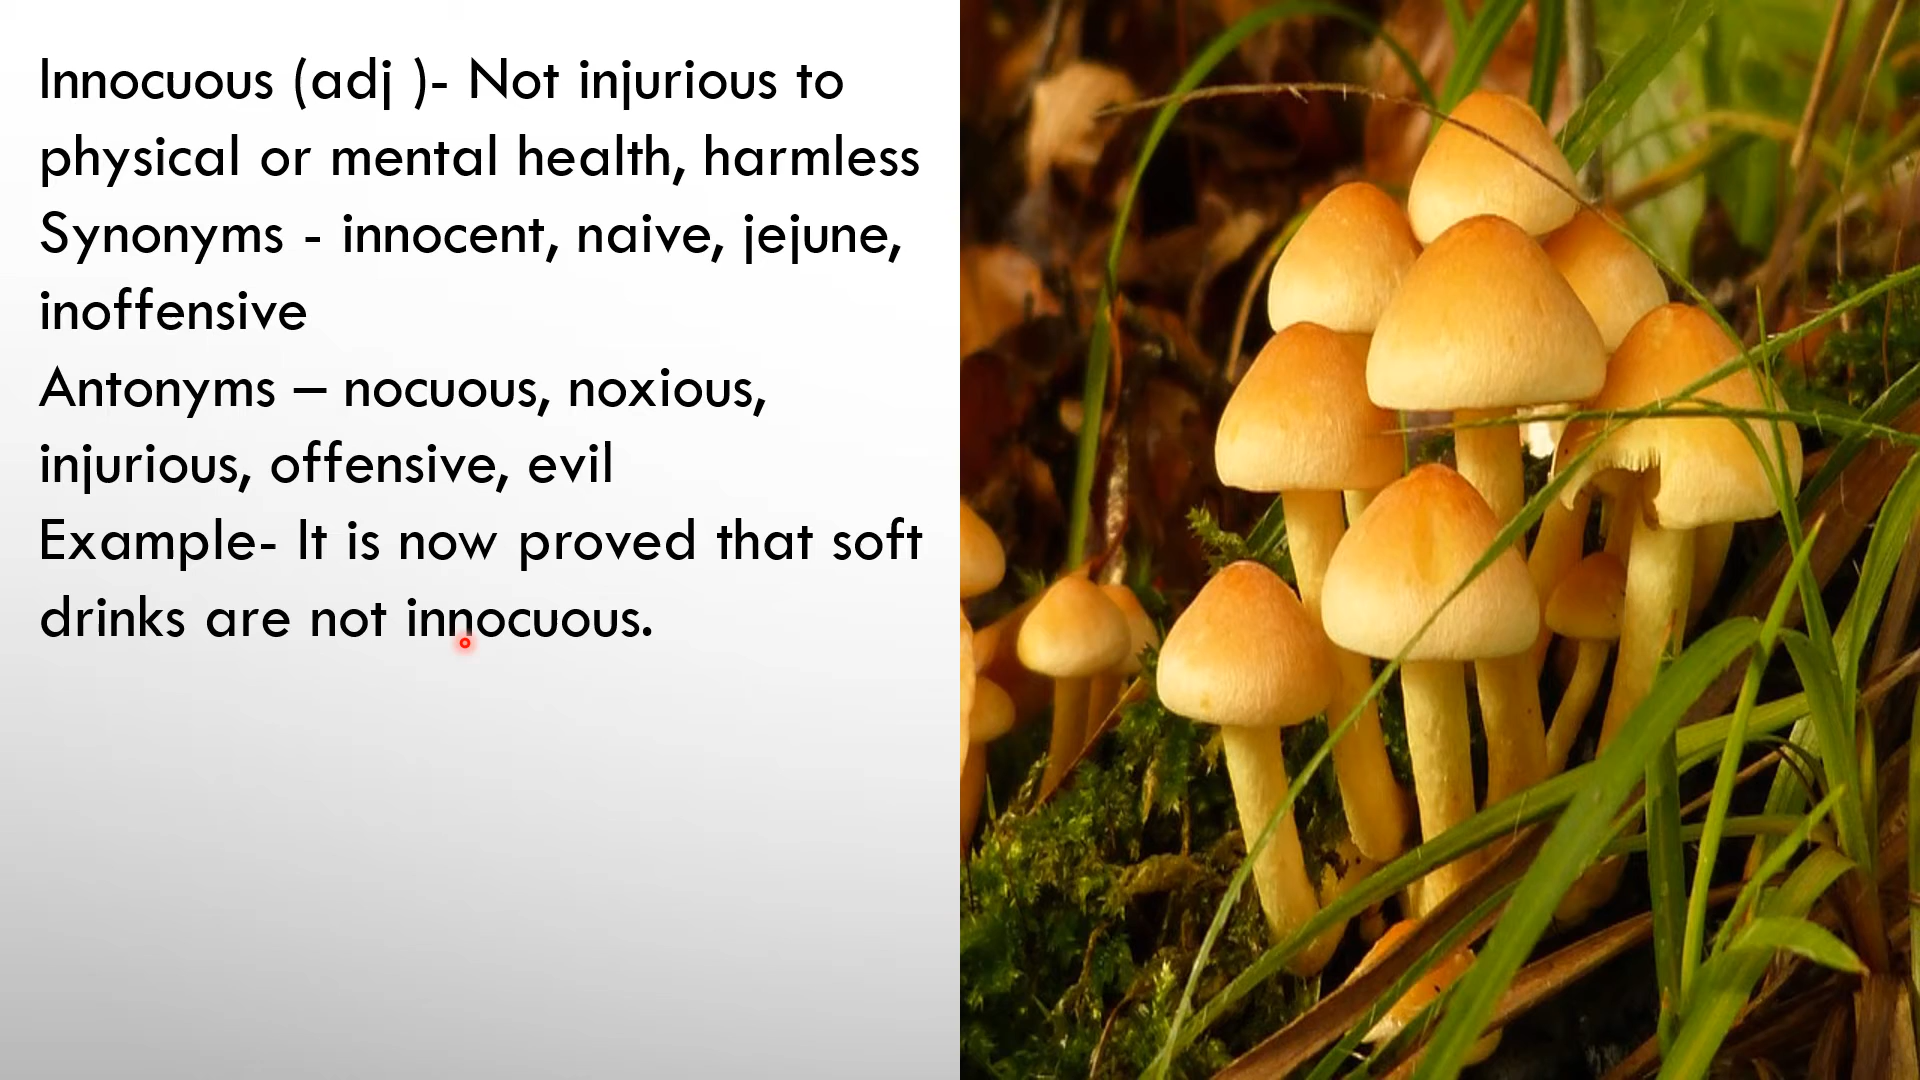 Innocuous (adj )- Not injurious to
physical or mental health, harmless
Synonyms - innocent, naive, jejune,
inoffensive
Antonyms – nocuous, noxious,
injurious, offensive, evil
Example- It is now proved that soft
drinks are not innocuous.